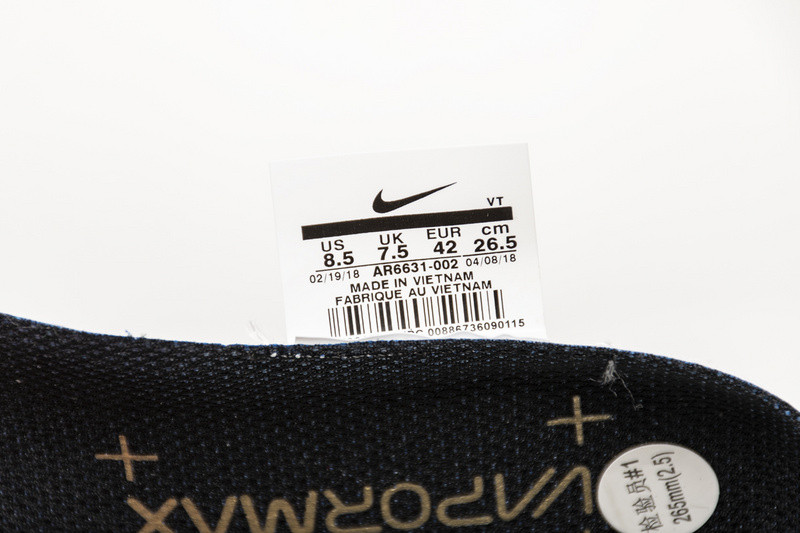 VT
US UK EUR cm
8.5 7.5 42 26.5
02/19/18 AR6631-002 04/08/18
MADE IN VIETNAM
FABRIQUE AU VIETNAM
00886736090115
VAPORMAX
检验员#1
265mm(2.5)